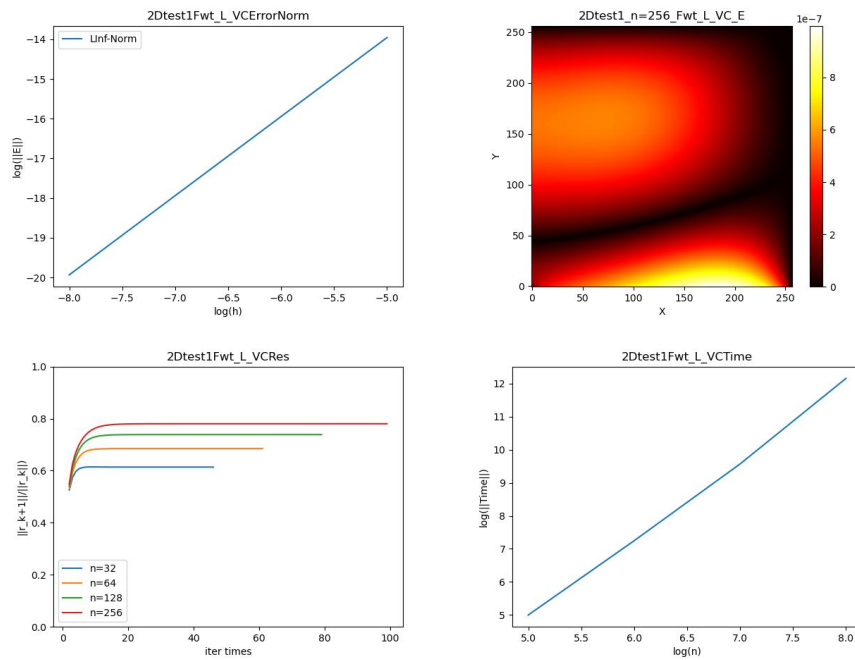 2Dtest1Fwt_L_VCErrorNorm
LInf-Norm
log(||E||)
−14
−15
−16
−17
−18
−19
−20
−8.0 −7.5 −7.0 −6.5 −6.0 −5.5 −5.0
log(h)
2Dtest1_n=256_Fwt_L_VC_E
1e−7
Y
250
200
150
100
50
0
0 50 100 150 200 250
X
8
6
4
2
0
2Dtest1Fwt_L_VCRes
||r_k+1||/||r_k||
1.0
0.8
0.6
0.4
0.2
0.0
n=32
n=64
n=128
n=256
0 20 40 60 80 100
iter times
2Dtest1Fwt_L_VCTime
log(||Time||)
12
11
10
9
8
7
6
5
5.0 5.5 6.0 6.5 7.0 7.5 8.0
log(n)